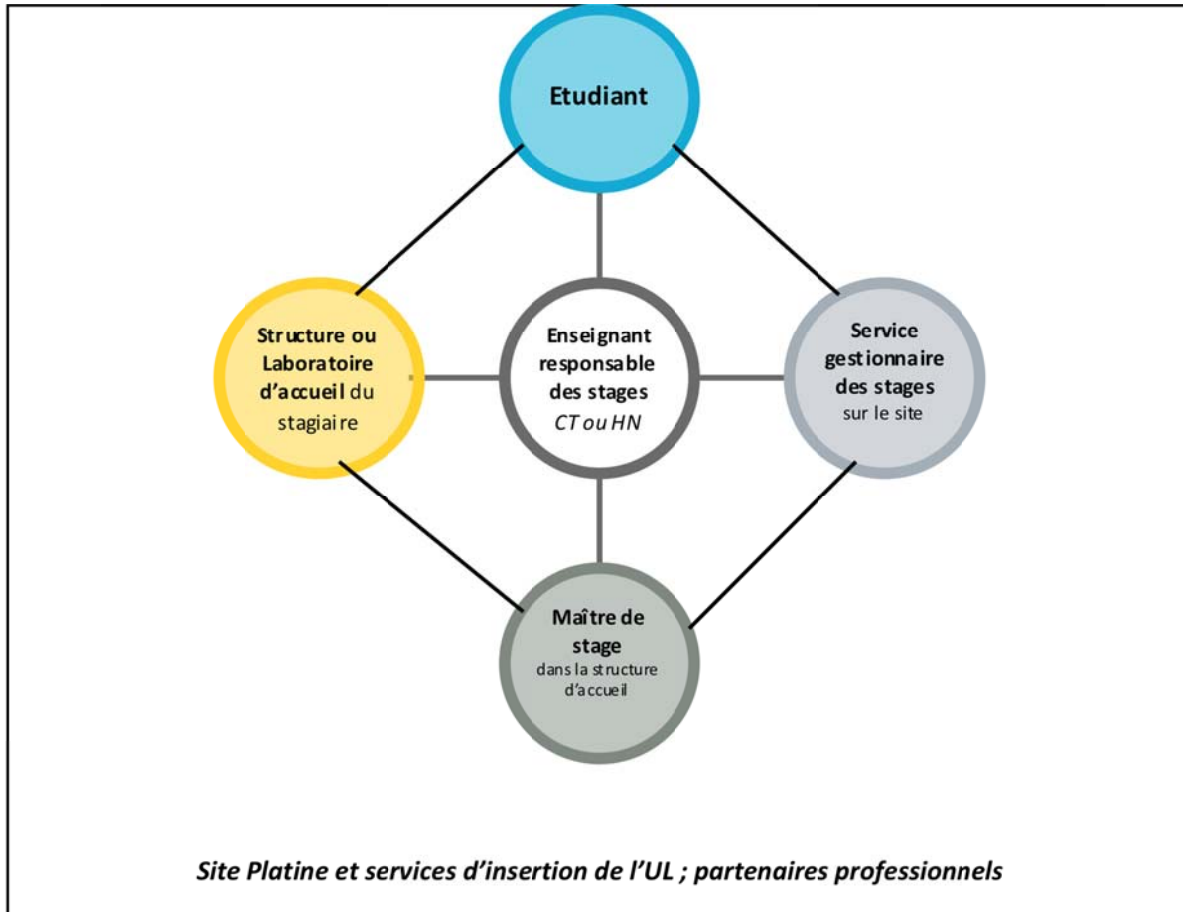 Etudiant
Structure ou
Laboratoire
d’accueil du
stagiaire
Enseignant
responsable
des stages
CT ou HN
Service
gestionnaire
des stages
sur le site
Maître de
stage
dans la structure
d’accueil
Site Platine et services d’insertion de l’UL ; partenaires professionnels